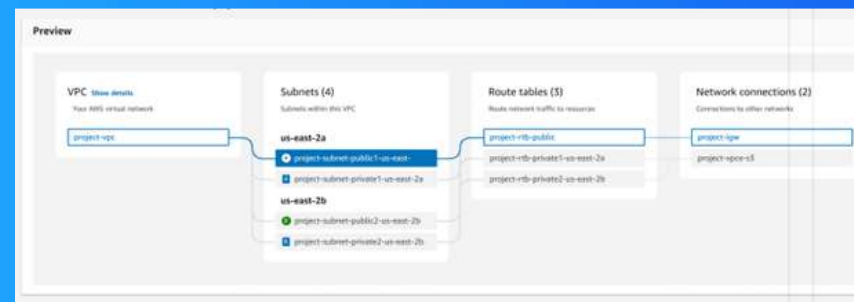 Preview
VPC Show details
Your AWS virtual network
project-vpc
Subnets (4)
Subnets within this VPC
us-east-2a
project-subnet-public1-us-east-
project-subnet-private1-us-east-2a
us-east-2b
project-subnet-public2-us-east-2b
project-subnet-private2-us-east-2b
Route tables (3)
Route network traffic to resources
project-rtb-public
project-rtb-private1-us-east-2a
project-rtb-private2-us-east-2b
Network connections (2)
Connections to other networks
project-igw
project-vpce-s3